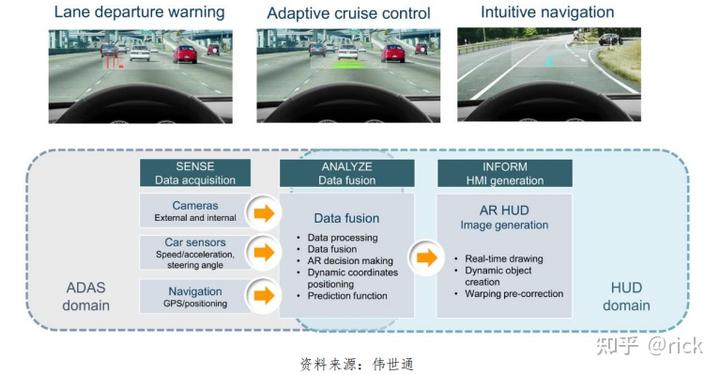 Lane departure warning
Adaptive cruise control
Intuitive navigation
SENSE
Data acquisition
ANALYZE
Data fusion
INFORM
HMI generation
Cameras
External and internal
Car sensors
Speed/acceleration,
steering angle
Navigation
GPS/positioning
Data fusion
• Data processing
• Data fusion
• AR decision making
• Dynamic coordinates
positioning
• Prediction function
AR HUD
Image generation
• Real-time drawing
• Dynamic object
creation
• Warping pre-correction
ADAS
domain
HUD
domain
知乎 @rick
资料来源：伟世通